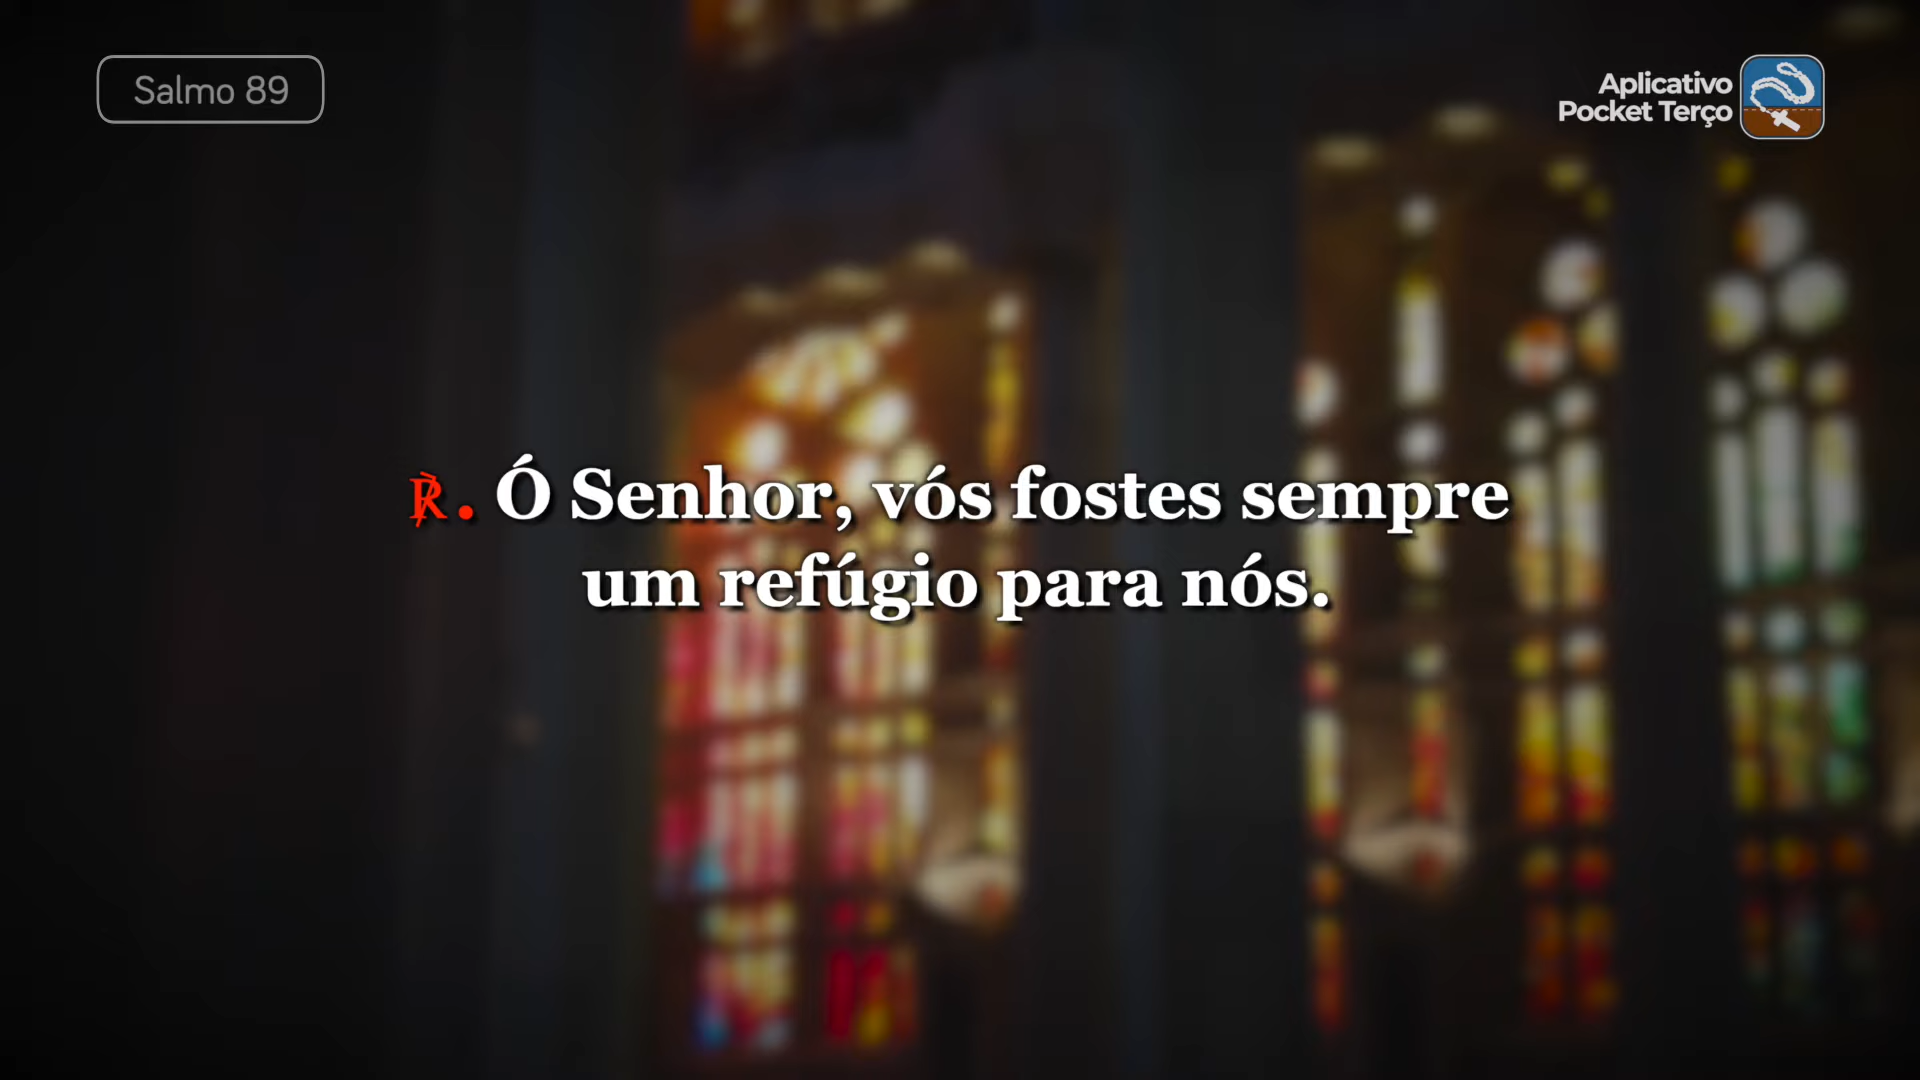 Salmo 89
Aplicativo
Pocket Terço
℟. Ó Senhor, vós fostes sempre
um refúgio para nós.